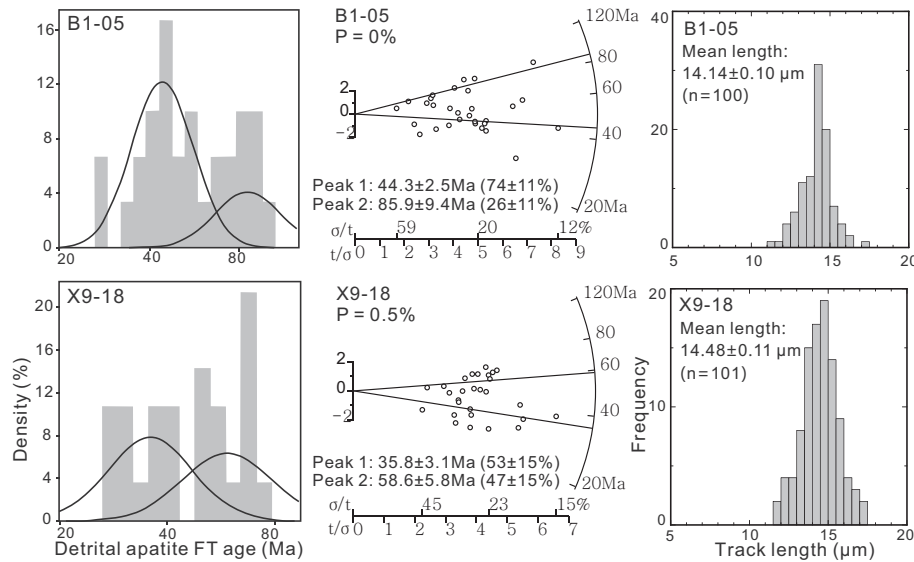 B1-05
16
12
8
4
0
20 40 80
B1-05
P = 0%
120Ma
80
60
40
20Ma
2
0
−2
Peak 1: 44.3±2.5Ma (74±11%)
Peak 2: 85.9±9.4Ma (26±11%)
σ/t 59 20 12%
t/σ 0 1 2 3 4 5 6 7 8 9
B1-05
Mean length:
14.14±0.10 µm
(n=100)
40
20
0
5 10 15 20
X9-18
20
16
12
8
4
0
Density (%)
20 40 80
Detrital apatite FT age (Ma)
X9-18
P = 0.5%
120Ma
80
60
40
20Ma
2
0
−2
Peak 1: 35.8±3.1Ma (53±15%)
Peak 2: 58.6±5.8Ma (47±15%)
σ/t 45 23 15%
t/σ 0 1 2 3 4 5 6 7
X9-18
Mean length:
14.48±0.11 µm
(n=101)
20
10
0
Frequency
5 10 15 20
Track length (µm)